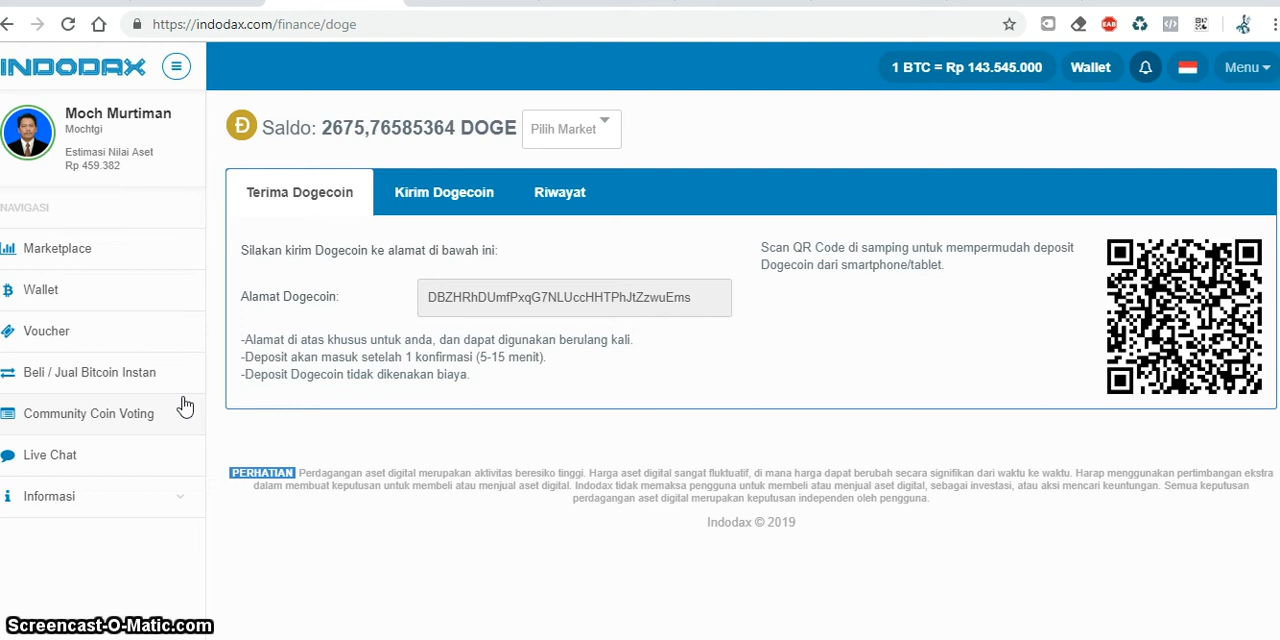 https://indodax.com/finance/doge
INDODAX
1 BTC = Rp 143.545.000
Wallet
Menu
Moch Murtiman
Mochtgi
Estimasi Nilai Aset
Rp 459.382
NAVIGASI
Marketplace
Wallet
Voucher
Beli / Jual Bitcoin Instan
Community Coin Voting
Live Chat
Informasi
Saldo: 2675,76585364 DOGE
Pilih Market
Terima Dogecoin
Kirim Dogecoin
Riwayat
Silakan kirim Dogecoin ke alamat di bawah ini:
Alamat Dogecoin:
DBZHRhDUmfPxqG7NLUccHHTPhJtZzwuEms
-Alamat di atas khusus untuk anda, dan dapat digunakan berulang kali.
-Deposit akan masuk setelah 1 konfirmasi (5-15 menit).
-Deposit Dogecoin tidak dikenakan biaya.
Scan QR Code di samping untuk mempermudah deposit
Dogecoin dari smartphone/tablet.
PERHATIAN Perdagangan aset digital merupakan aktivitas beresiko tinggi. Harga aset digital sangat fluktuatif, di mana harga dapat berubah secara signifikan dari waktu ke waktu. Harap menggunakan pertimbangan ekstra
dalam membuat keputusan untuk membeli atau menjual aset digital. Indodax tidak memaksa pengguna untuk membeli atau menjual aset digital, sebagai investasi, atau aksi mencari keuntungan. Semua keputusan
perdagangan aset digital merupakan keputusan independen oleh pengguna.
Indodax © 2019
Screencast-O-Matic.com